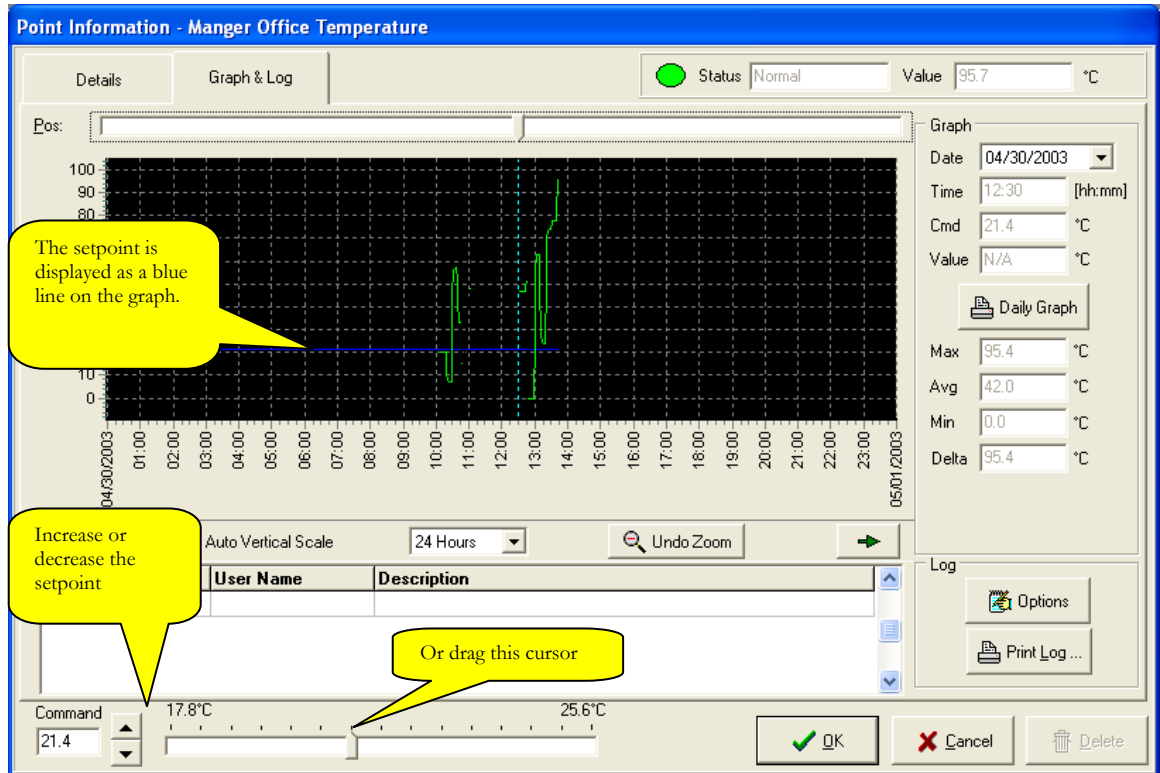 Point Information - Manger Office Temperature
Details
Graph & Log
Status Normal
Value 95.7 °C
Pos:
100
90
80
10
0
The setpoint is
displayed as a blue
line on the graph.
04/30/2003
01:00
02:00
03:00
04:00
05:00
06:00
07:00
08:00
09:00
10:00
11:00
12:00
13:00
14:00
15:00
16:00
17:00
18:00
19:00
20:00
21:00
22:00
23:00
05/01/2003
Graph
Date 04/30/2003
Time 12:30 [hh:mm]
Cmd 21.4 °C
Value N/A °C
Daily Graph
Max 95.4 °C
Avg 42.0 °C
Min 0.0 °C
Delta 95.4 °C
Increase or
decrease the
setpoint
Auto Vertical Scale
24 Hours
Undo Zoom
User Name
Description
Or drag this cursor
Log
Options
Print Log ...
Command
21.4
17.8°C
25.6°C
OK
Cancel
Delete